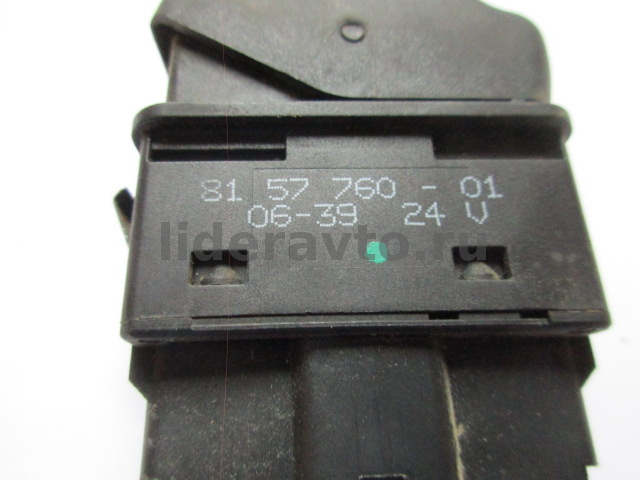 81 57 760 - 01
06-39 24 V
lideravto.ru